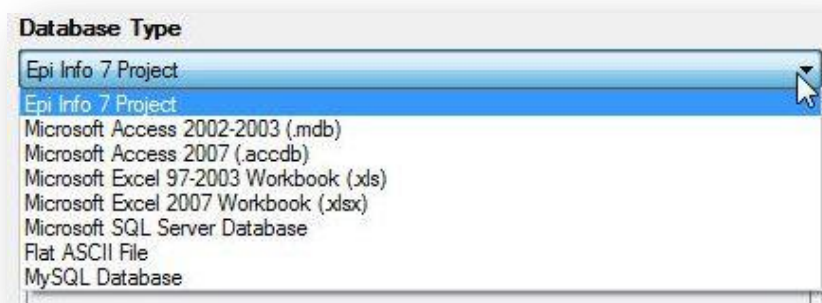 Database Type
Epi Info 7 Project
Epi Info 7 Project
Microsoft Access 2002-2003 (.mdb)
Microsoft Access 2007 (.accdb)
Microsoft Excel 97-2003 Workbook (.xls)
Microsoft Excel 2007 Workbook (.xlsx)
Microsoft SQL Server Database
Flat ASCII File
MySQL Database